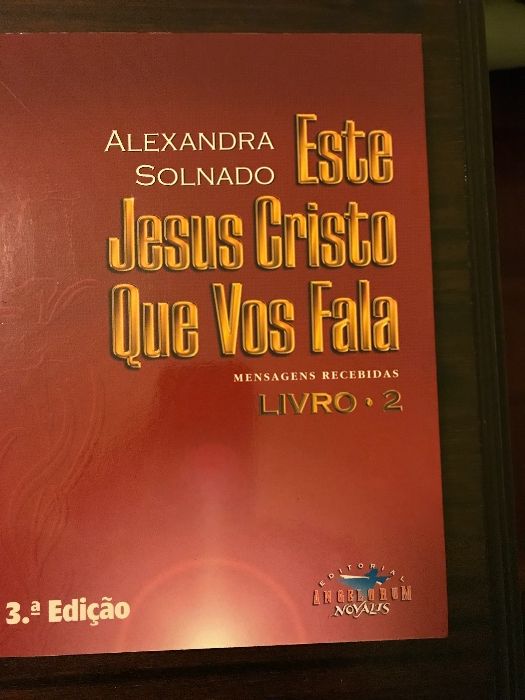 ALEXANDRA
SOLNADO
Este
Jesus Cristo
Que Vos Fala
MENSAGENS RECEBIDAS
LIVRO • 2
EDITORIAL
ANGELORUM
NOVALIS
3.ª Edição